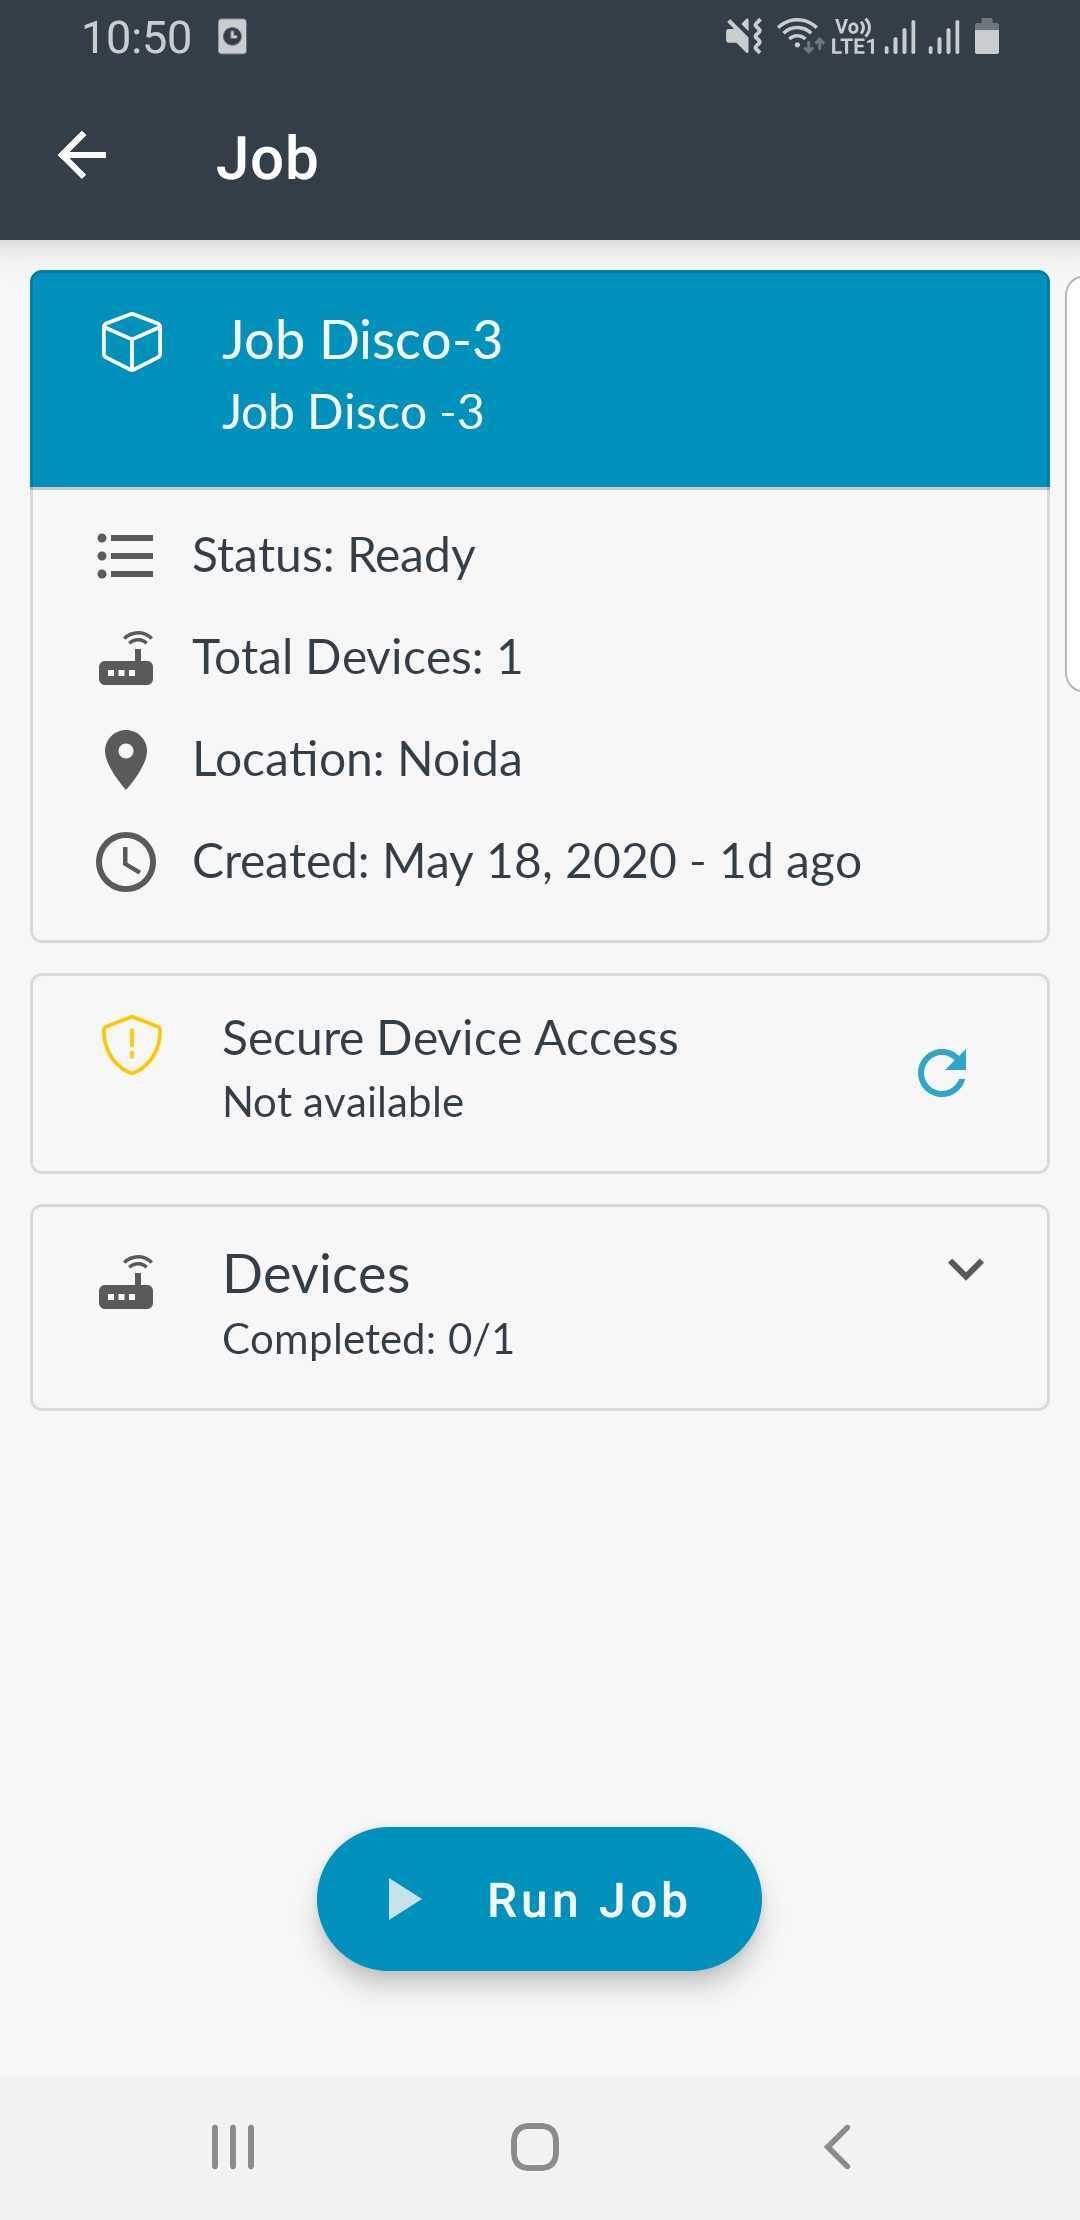 10:50
Vo))
LTE1
Job
Job Disco-3
Job Disco -3
Status: Ready
Total Devices: 1
Location: Noida
Created: May 18, 2020 - 1d ago
Secure Device Access
Not available
Devices
Completed: 0/1
Run Job